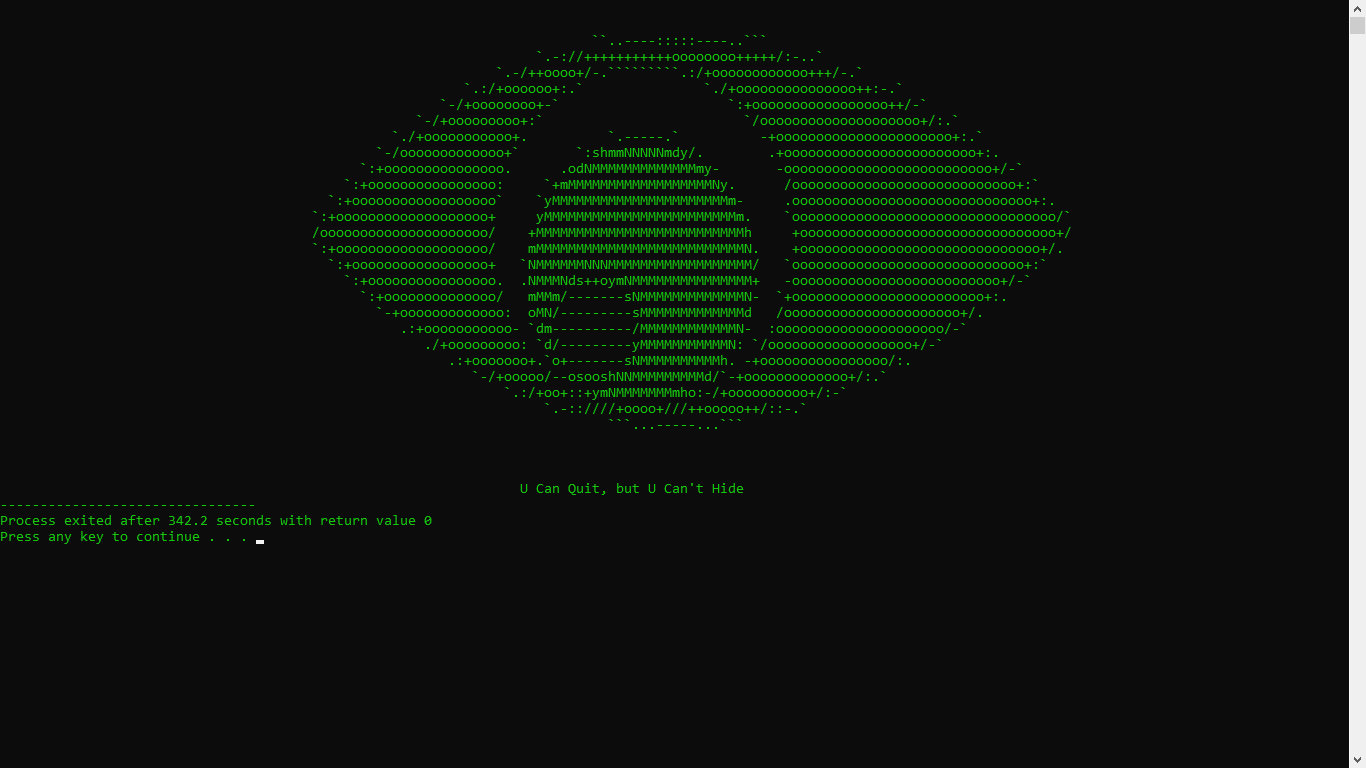 U Can Quit, but U Can't Hide
--------------------------------
Process exited after 342.2 seconds with return value 0
Press any key to continue . . .